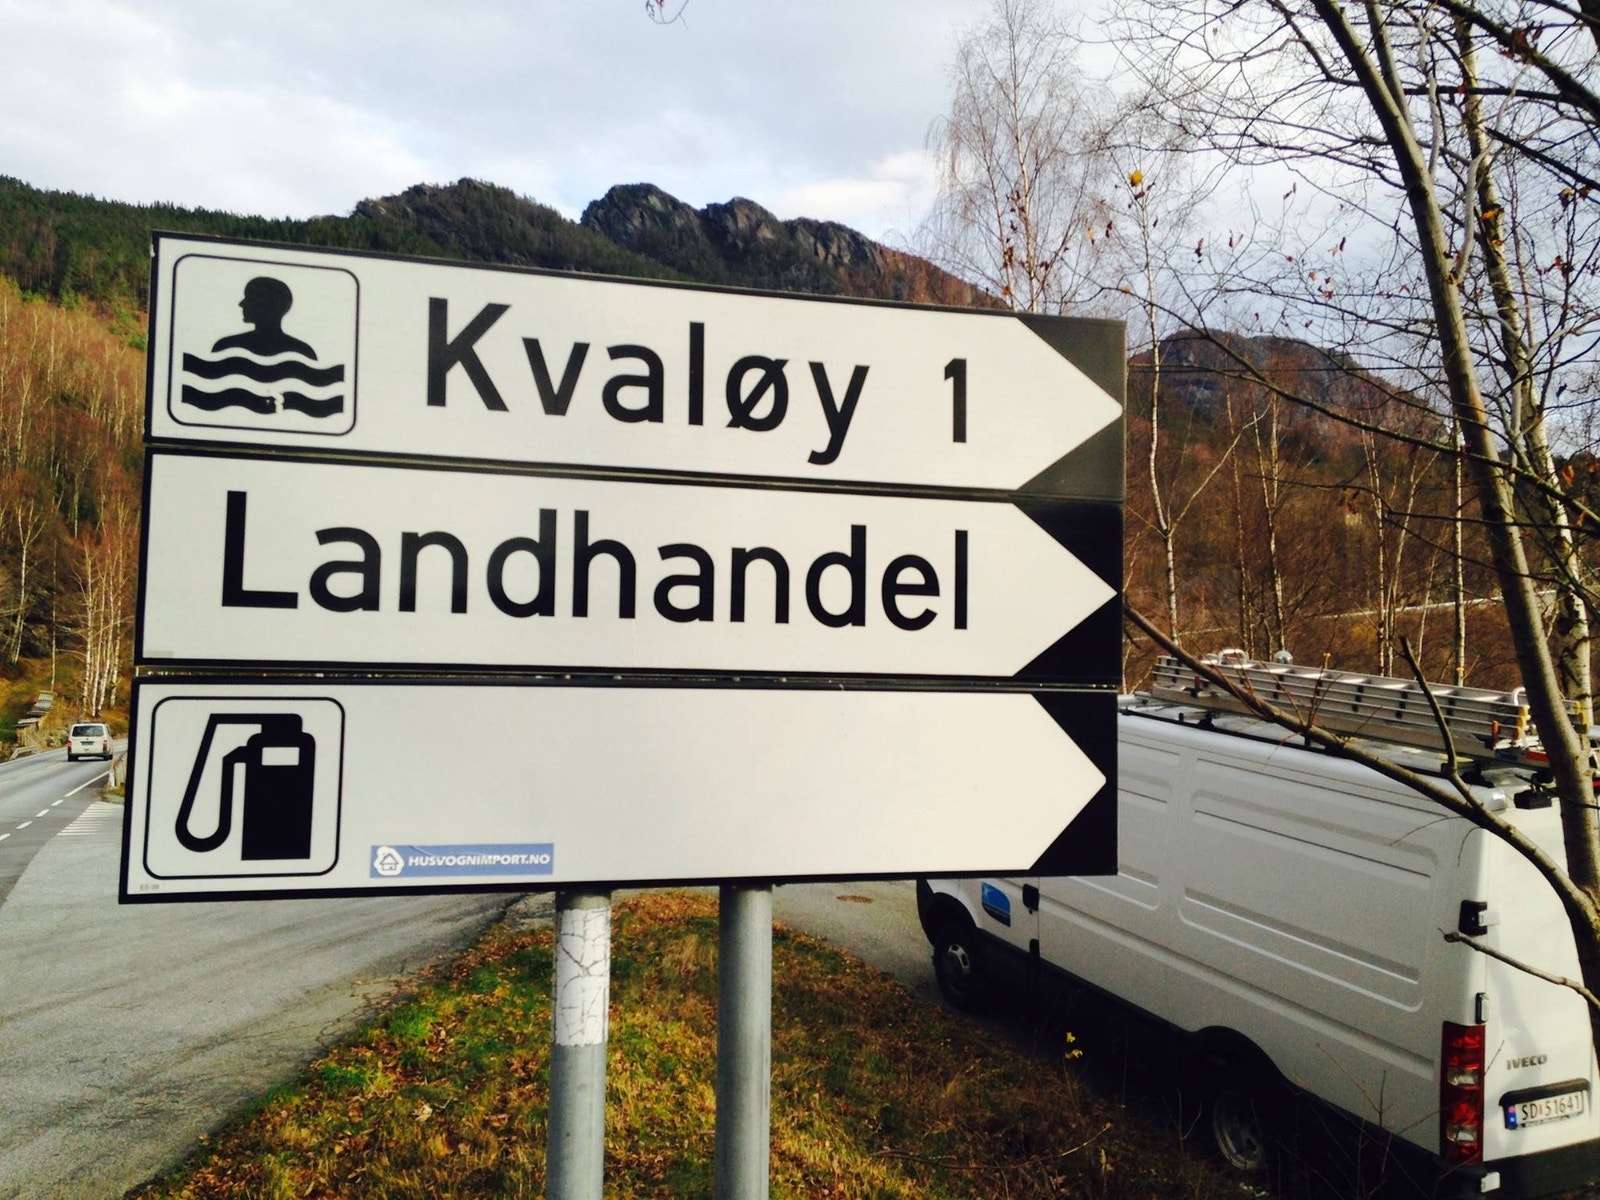 Kvaløy 1
Landhandel
HUSVOGNIMPORT.NO
IVECO
SD 51641